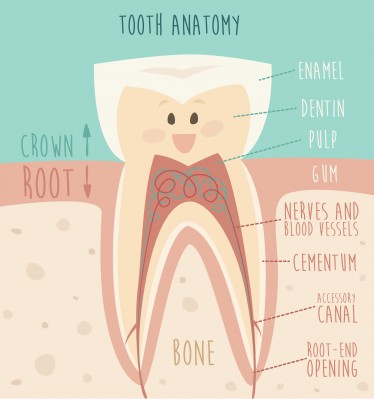 TOOTH ANATOMY
ENAMEL
DENTIN
PULP
CROWN
GUM
ROOT
NERVES AND
BLOOD VESSELS
CEMENTUM
ACCESSORY
CANAL
BONE
ROOT-END
OPENING